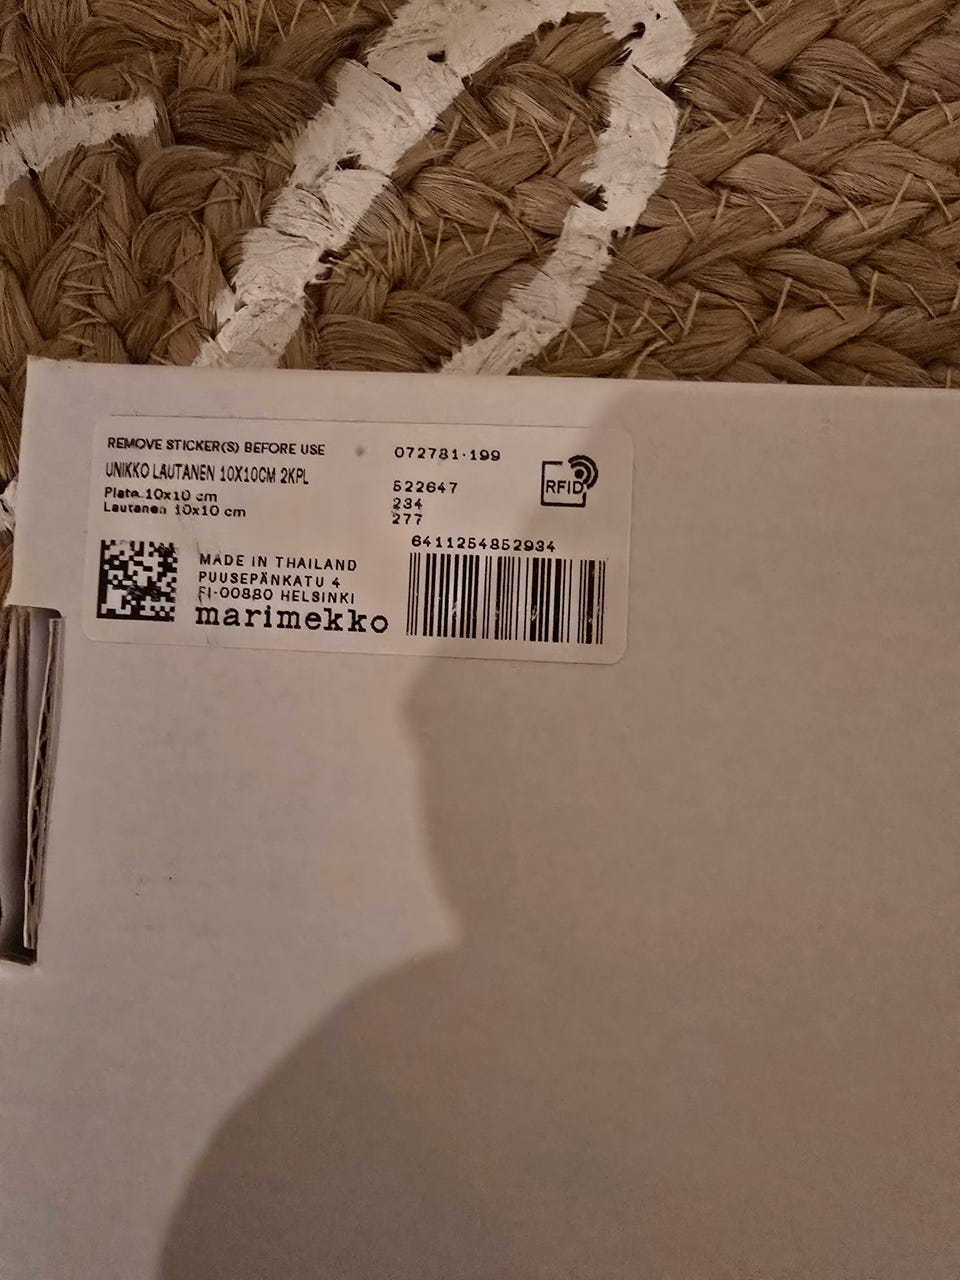 REMOVE STICKER(S) BEFORE USE
072781-199
UNIKKO LAUTANEN 10X10CM 2KPL
Plate 10x10 cm
Lautanen 10x10 cm
522647
234
277
RFID
6411254852934
MADE IN THAILAND
PUUSEPÄNKATU 4
FI-00880 HELSINKI
marimekko